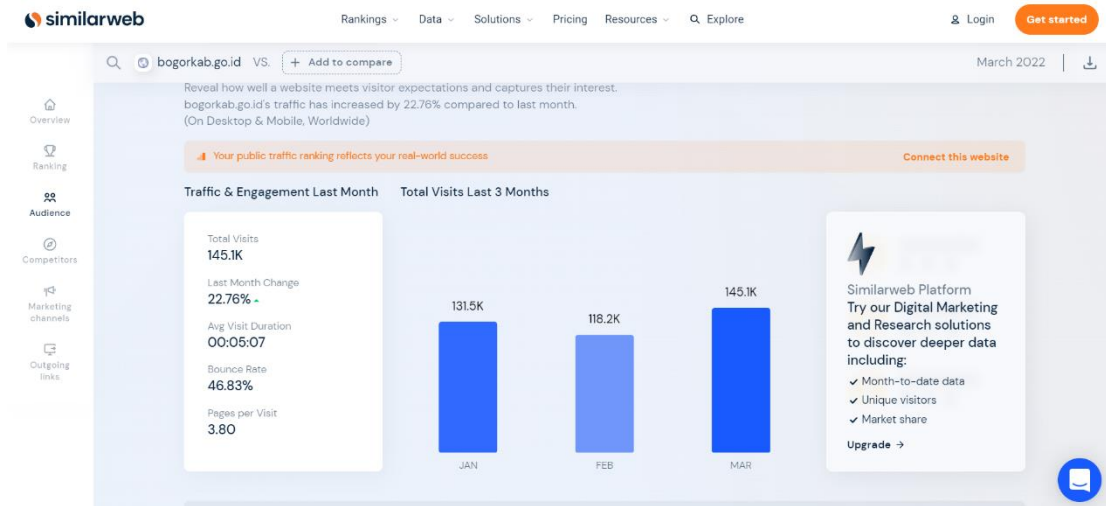 similarweb
Rankings Data Solutions Pricing Resources Explore
Login
Get started
bogorkab.go.id VS. + Add to compare
March 2022
Overview
Ranking
Audience
Competitors
Marketing
channels
Outgoing
links
Reveal how well a website meets visitor expectations and captures their interest.
bogorkab.go.id's traffic has increased by 22.76% compared to last month.
(On Desktop & Mobile, Worldwide)
Your public traffic ranking reflects your real-world success
Connect this website
Traffic & Engagement Last Month
Total Visits
145.1K
Last Month Change
22.76%
Avg Visit Duration
00:05:07
Bounce Rate
46.83%
Pages per Visit
3.80
Total Visits Last 3 Months
131.5K
118.2K
145.1K
JAN
FEB
MAR
Similarweb Platform
Try our Digital Marketing
and Research solutions
to discover deeper data
including:
✓ Month-to-date data
✓ Unique visitors
✓ Market share
Upgrade →